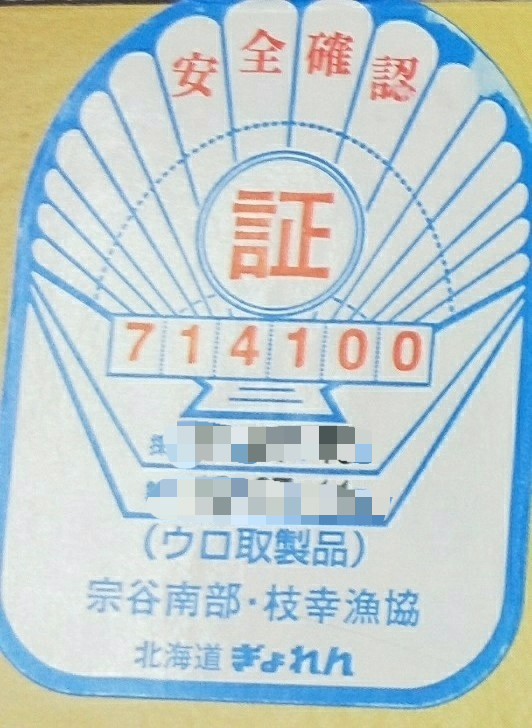 安全確認
証
714100
(ウロ取製品)
宗谷南部・枝幸漁協
北海道 ぎょれん